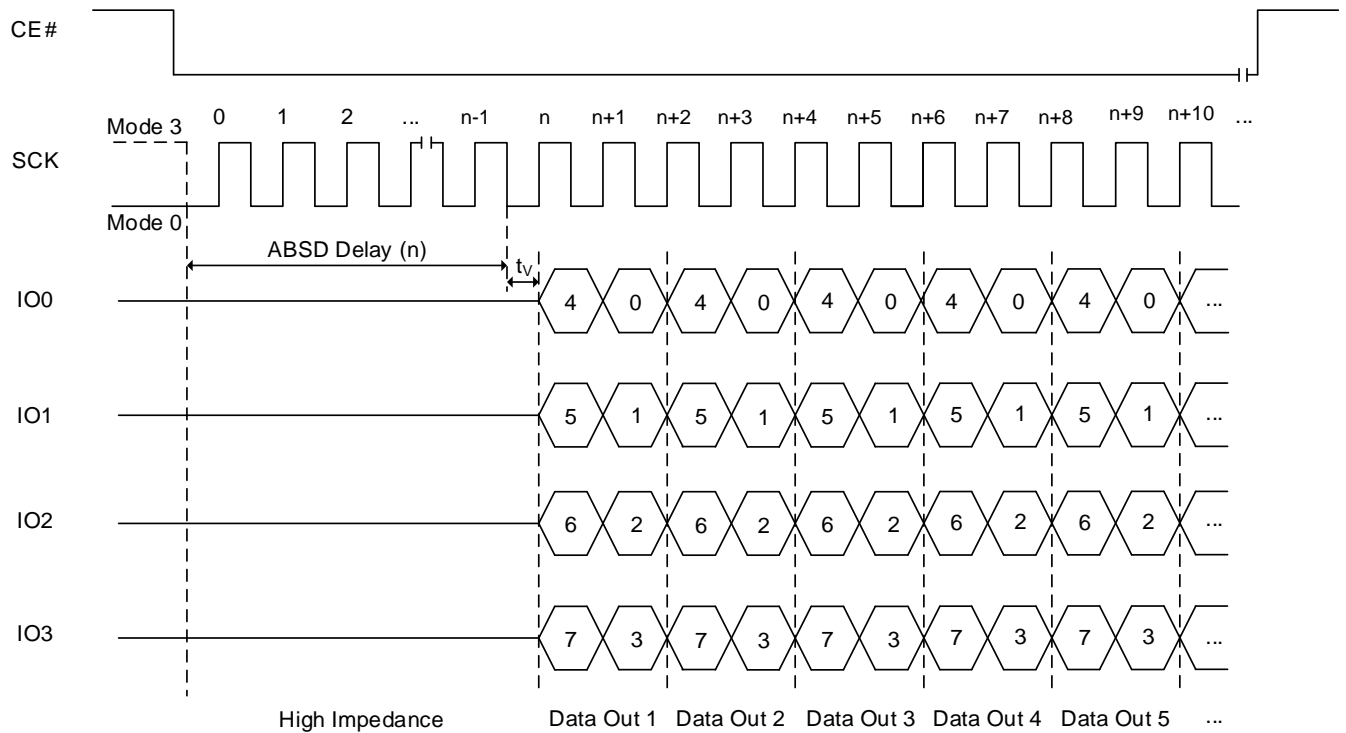 CE#
0 1 2 ... n-1 n n+1 n+2 n+3 n+4 n+5 n+6 n+7 n+8 n+9 n+10 ...
Mode 3
SCK
Mode 0
ABSD Delay (n)
tV
IO0 4 0 4 0 4 0 4 0 4 0 ...
IO1 5 1 5 1 5 1 5 1 5 1 ...
IO2 6 2 6 2 6 2 6 2 6 2 ...
IO3 7 3 7 3 7 3 7 3 7 3 ...
High Impedance Data Out 1 Data Out 2 Data Out 3 Data Out 4 Data Out 5 ...